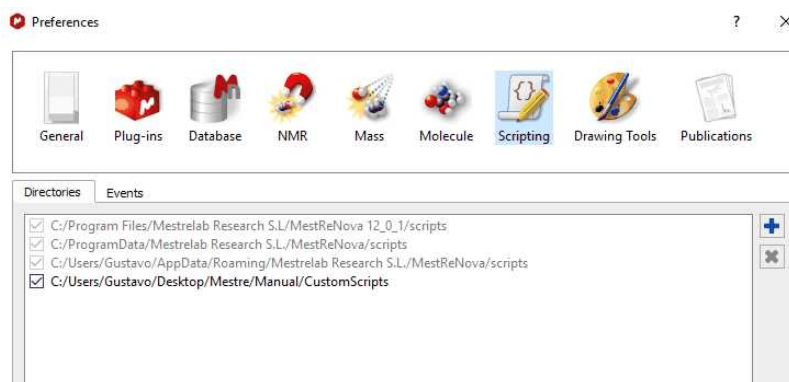 Preferences
?
General Plug-ins Database NMR Mass Molecule Scripting Drawing Tools Publications
Directories Events
C:/Program Files/Mestrelab Research S.L/MestReNova 12_0_1/scripts
C:/ProgramData/Mestrelab Research S.L/MestReNova/scripts
C:/Users/Gustavo/AppData/Roaming/Mestrelab Research S.L./MestReNova/scripts
C:/Users/Gustavo/Desktop/Mestre/Manual/CustomScripts